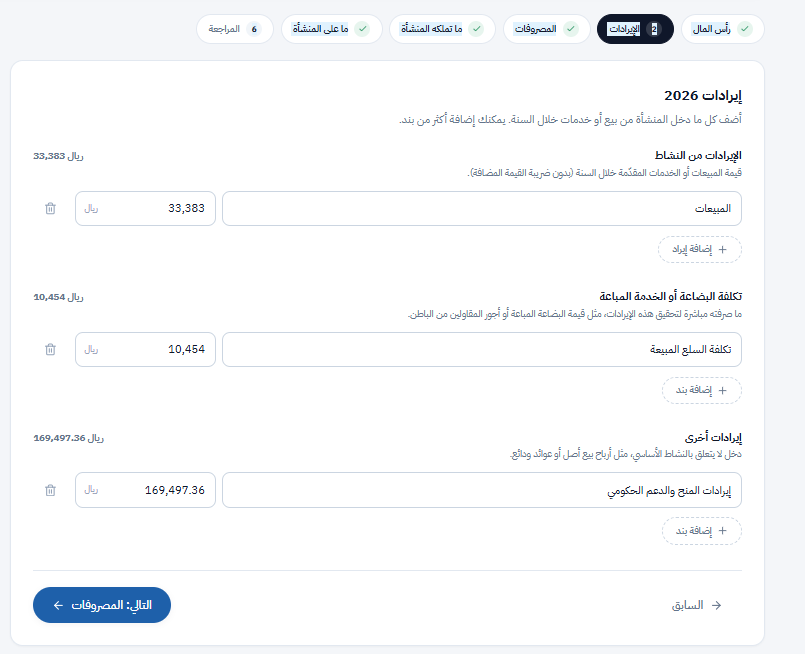 رأس المال
2 الإيرادات
المصروفات
ما تملكه المنشأة
ما على المنشأة
6 المراجعة
إيرادات 2026
أضف كل ما دخل المنشأة من بيع أو خدمات خلال السنة. يمكنك إضافة أكثر من بند.
الإيرادات من النشاط
33,383 ريال
قيمة المبيعات أو الخدمات المقدّمة خلال السنة (بدون ضريبة القيمة المضافة).
المبيعات
33,383 ريال
+ إضافة إيراد
تكلفة البضاعة أو الخدمة المباعة
10,454 ريال
ما صرفته مباشرة لتحقيق هذه الإيرادات، مثل قيمة البضاعة المباعة أو أجور المقاولين من الباطن.
تكلفة السلع المبيعة
10,454 ريال
+ إضافة بند
إيرادات أخرى
169,497.36 ريال
دخل لا يتعلق بالنشاط الأساسي، مثل أرباح بيع أصل أو عوائد ودائع.
إيرادات المنح والدعم الحكومي
169,497.36 ريال
+ إضافة بند
السابق
التالي: المصروفات